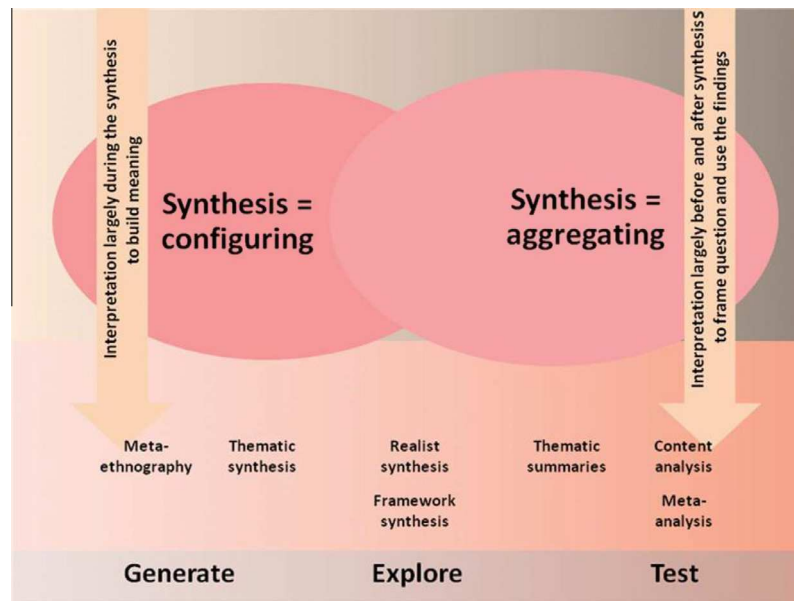 Interpretation largely during the synthesis
to build meaning
Synthesis =
configuring
Synthesis =
aggregating
Interpretation largely before and after synthesiss
to frame question and use the findings
Meta-
ethnography
Thematic
synthesis
Realist
synthesis
Framework
synthesis
Thematic
summaries
Content
analysis
Meta-
analysis
Generate
Explore
Test